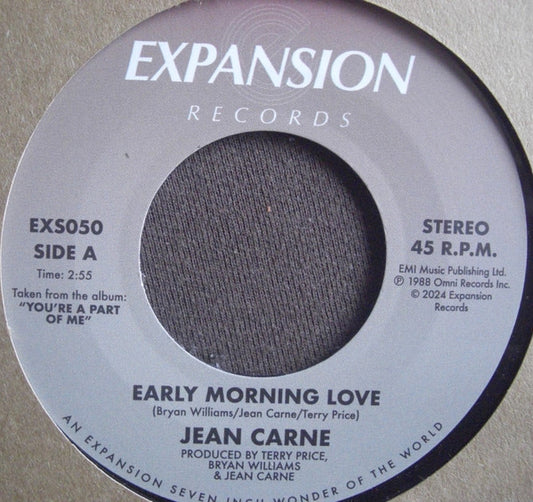 EXPANSION
RECORDS
EXS050
SIDE A
Time: 2:55
Taken from the album:
"YOU'RE A PART
OF ME"
STEREO
45 R.P.M.
EMI Music Publishing Ltd.
℗ 1988 Omni Records Inc.
© 2024 Expansion
Records
EARLY MORNING LOVE
(Bryan Williams/Jean Carne/Terry Price)
JEAN CARNE
PRODUCED BY TERRY PRICE,
BRYAN WILLIAMS
& JEAN CARNE
AN EXPANSION SEVEN INCH WONDER OF THE WORLD